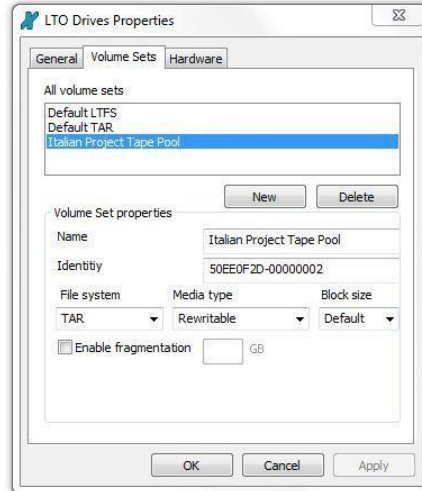 LTO Drives Properties
General Volume Sets Hardware
All volume sets
Default LTFS
Default TAR
Italian Project Tape Pool
New Delete
Volume Set properties
Name Italian Project Tape Pool
Identitiy 50EE0F2D-00000002
File system Media type Block size
TAR Rewritable Default
Enable fragmentation GB
OK Cancel Apply